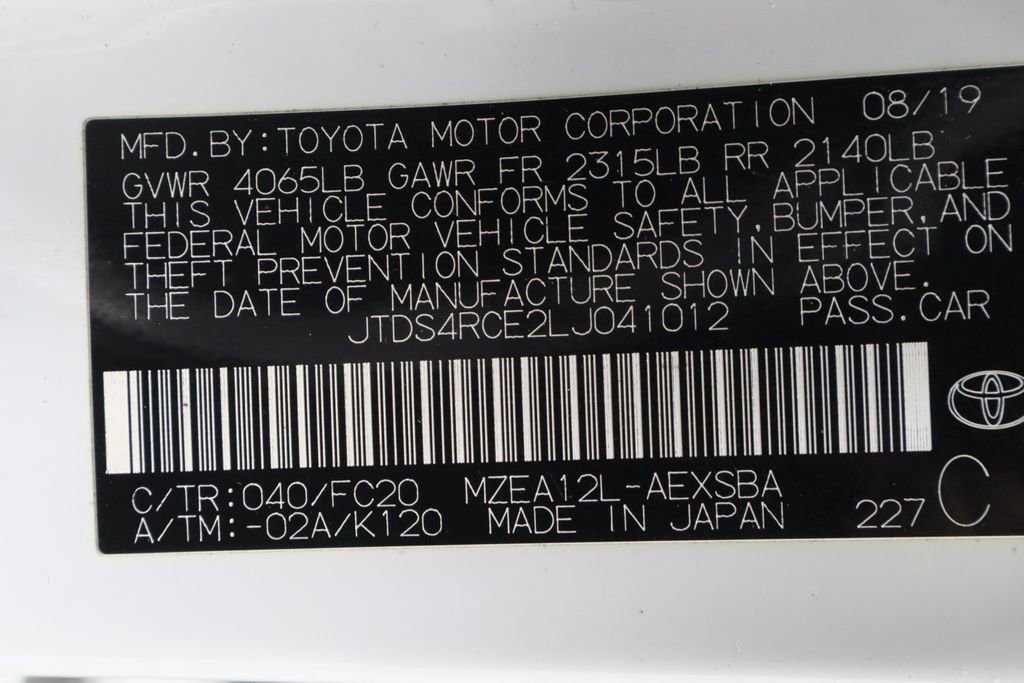 MFD. BY: TOYOTA MOTOR CORPORATION 08/19
GVWR 4065LB GAWR FR 2315LB RR 2140LB
THIS VEHICLE CONFORMS TO ALL APPLICABLE
FEDERAL MOTOR VEHICLE SAFETY, BUMPER, AND
THEFT PREVENTION STANDARDS IN EFFECT ON
THE DATE OF MANUFACTURE SHOWN ABOVE.
JTDS4RCE2LJ041012 PASS. CAR
C/TR: 040/FC20 MZEA12L-AEXSBA
A/TM: -02A/K120 MADE IN JAPAN 227 C